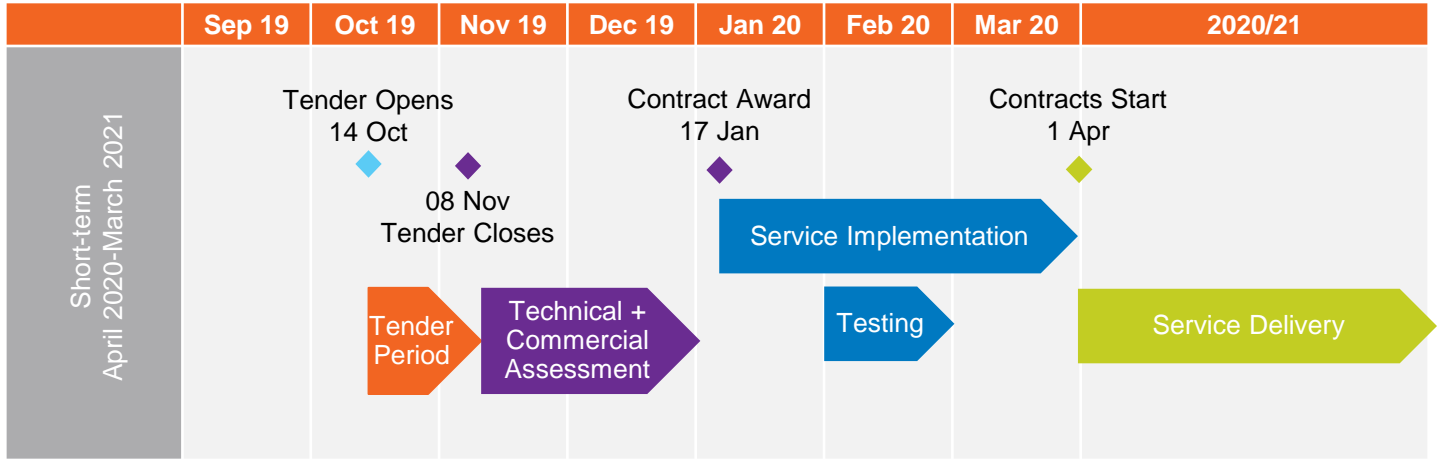 Sep 19 Oct 19 Nov 19 Dec 19 Jan 20 Feb 20 Mar 20 2020/21
Short-term
April 2020-March 2021
Tender Opens
14 Oct
08 Nov
Tender Closes
Contract Award
17 Jan
Contracts Start
1 Apr
Service Implementation
Tender
Period
Technical +
Commercial
Assessment
Testing
Service Delivery